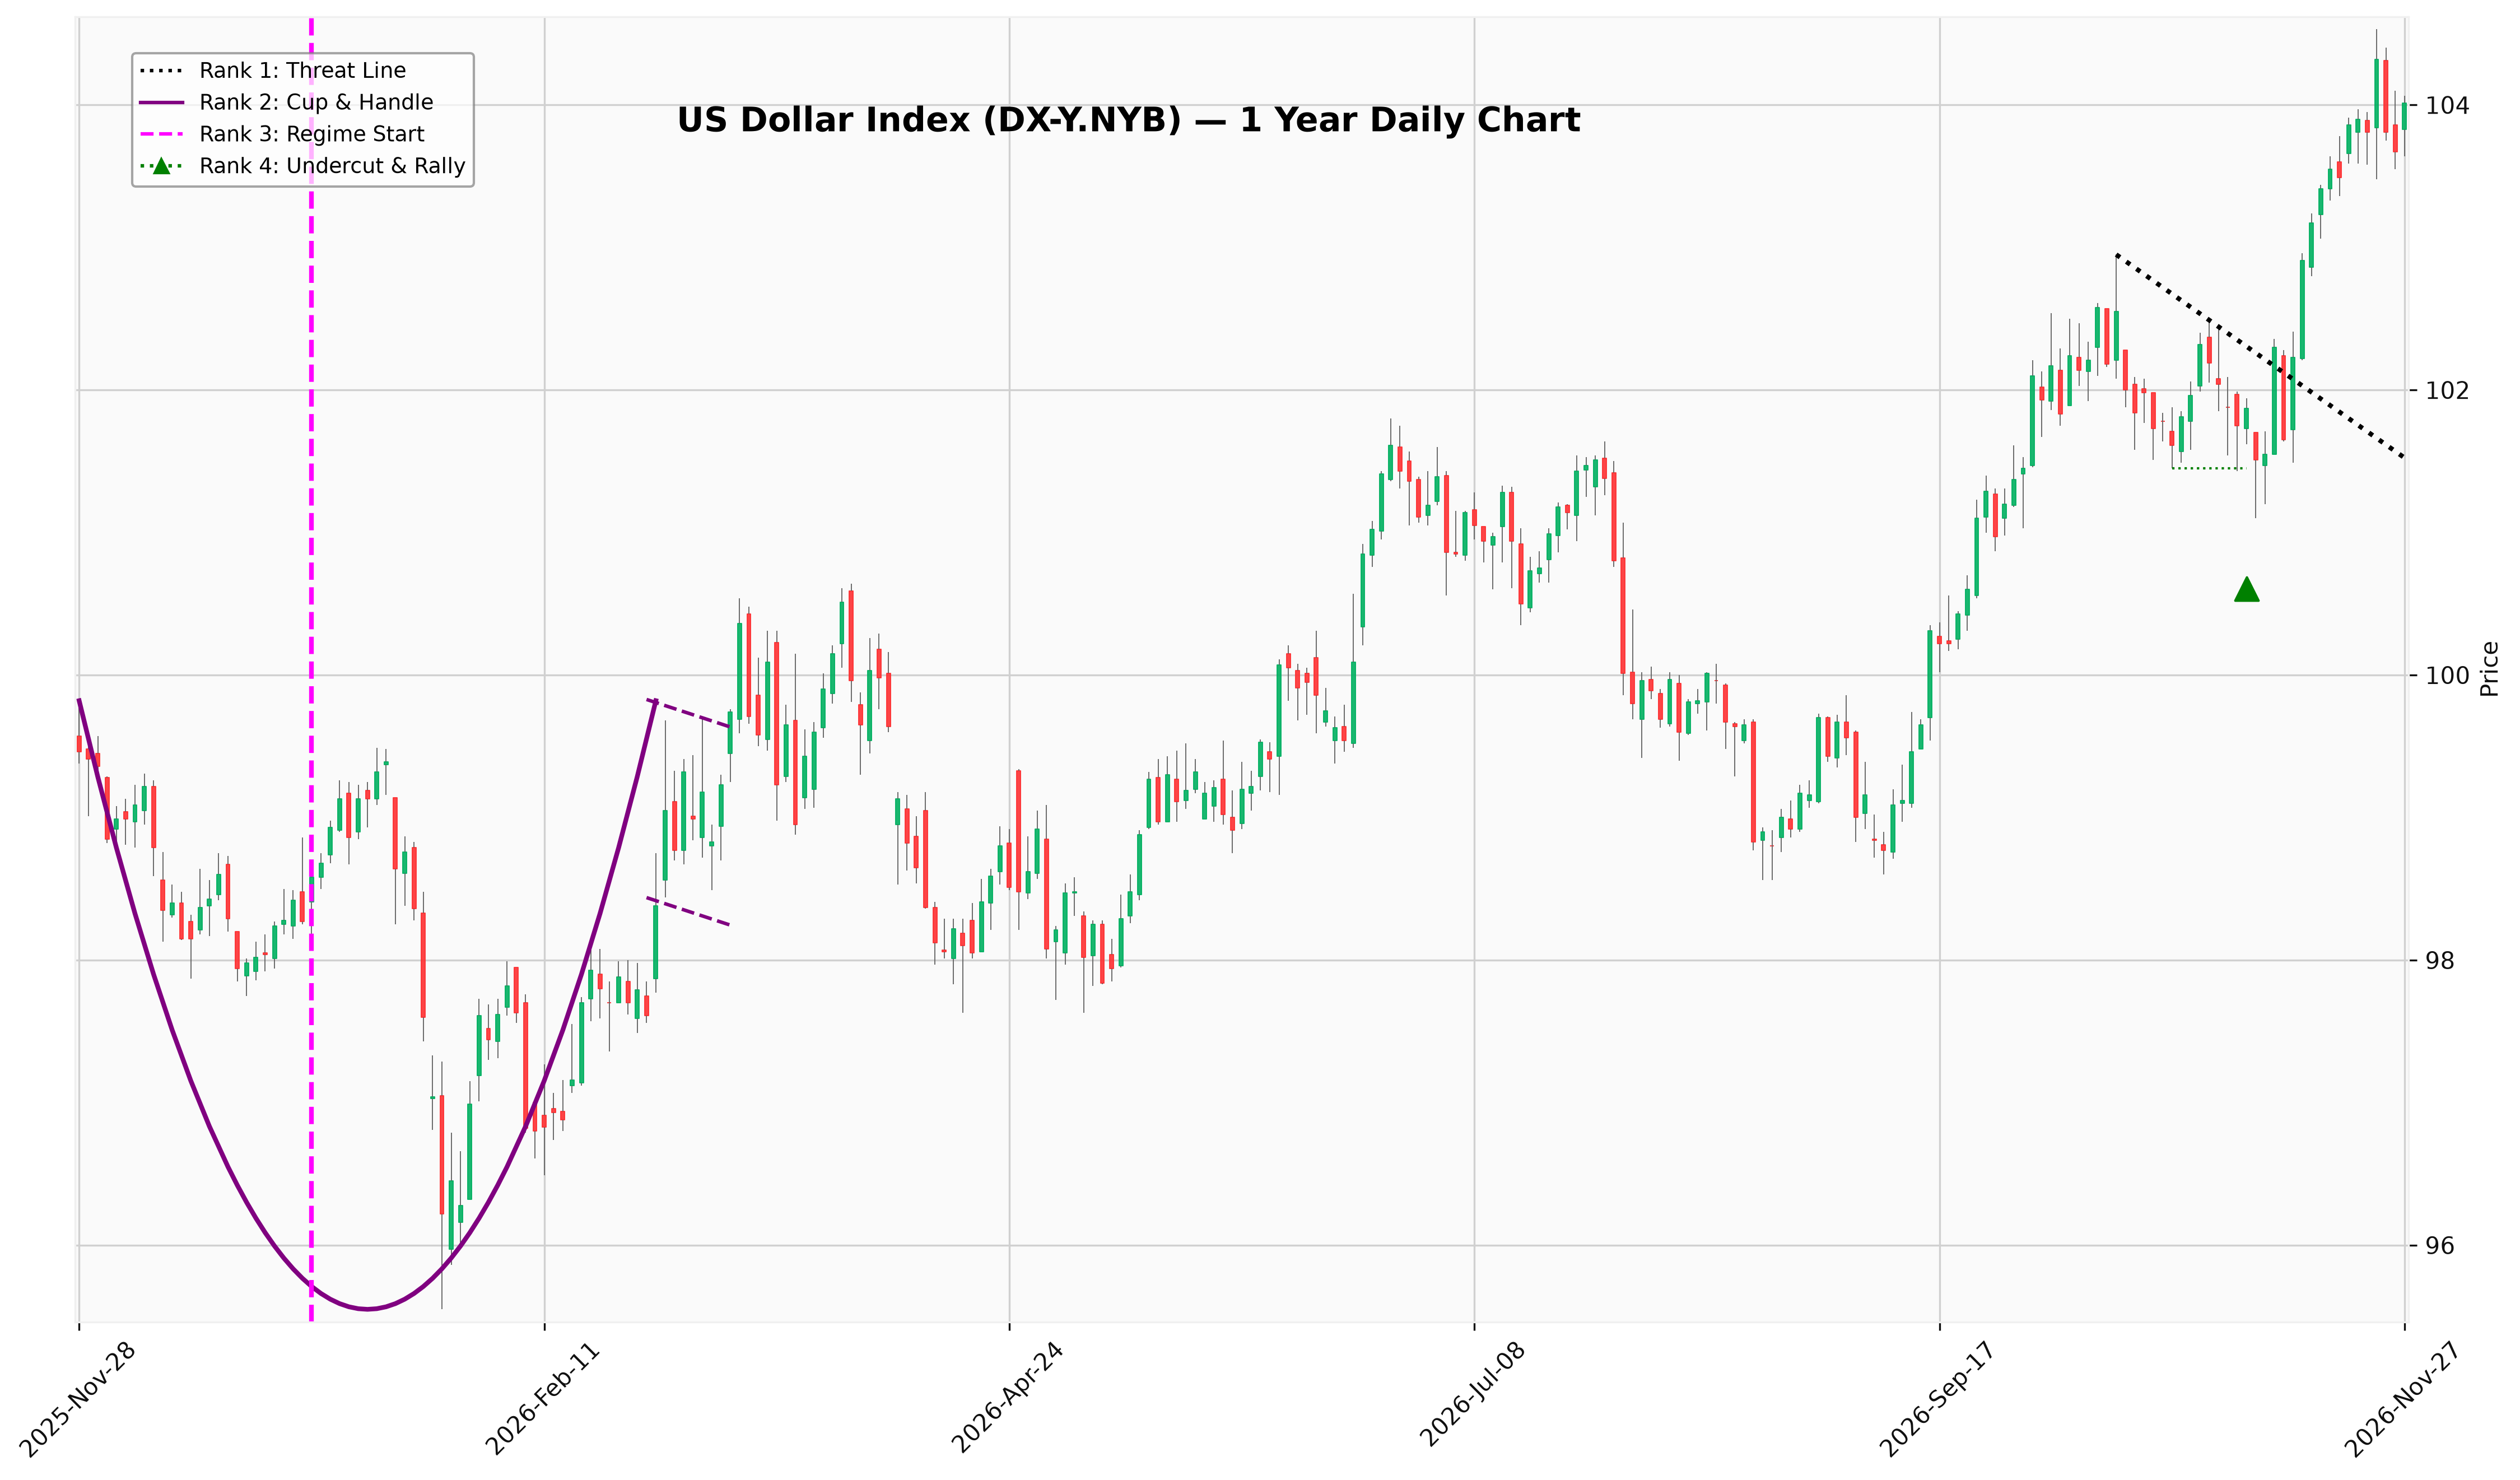 Rank 1: Threat Line
Rank 2: Cup & Handle
Rank 3: Regime Start
Rank 4: Undercut & Rally
US Dollar Index (DX-Y.NYB) — 1 Year Daily Chart
104
102
100
98
96
Price
2025-Nov-28
2026-Feb-11
2026-Apr-24
2026-Jul-08
2026-Sep-17
2026-Nov-27